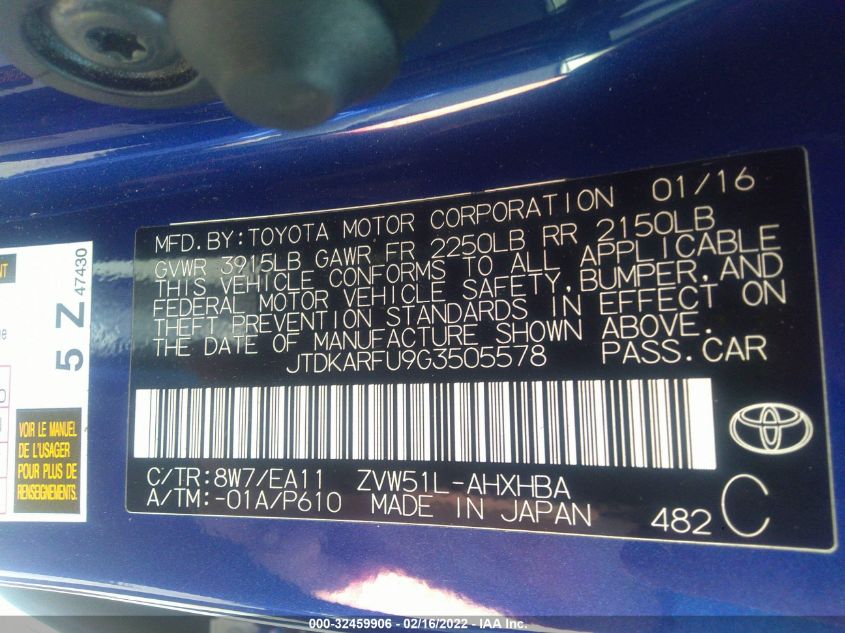 MFD.BY:TOYOTA MOTOR CORPORATION 01/16
GVWR 3915LB GAWR FR 2250LB RR 2150LB
THIS VEHICLE CONFORMS TO ALL APPLICABLE
FEDERAL MOTOR VEHICLE SAFETY,BUMPER,AND
THEFT PREVENTION STANDARDS IN EFFECT ON
THE DATE OF MANUFACTURE SHOWN ABOVE.
JTDKARFU9G3505578 PASS.CAR
C/TR:8W7/EA11 ZVW51L-AHXHBA
A/TM:-01A/P610 MADE IN JAPAN
482 C
5 Z 47430
VOIR LE MANUEL
DE L'USAGER
POUR PLUS DE
RENSEIGNEMENTS
000-32459906 - 02/16/2022 - IAA Inc.